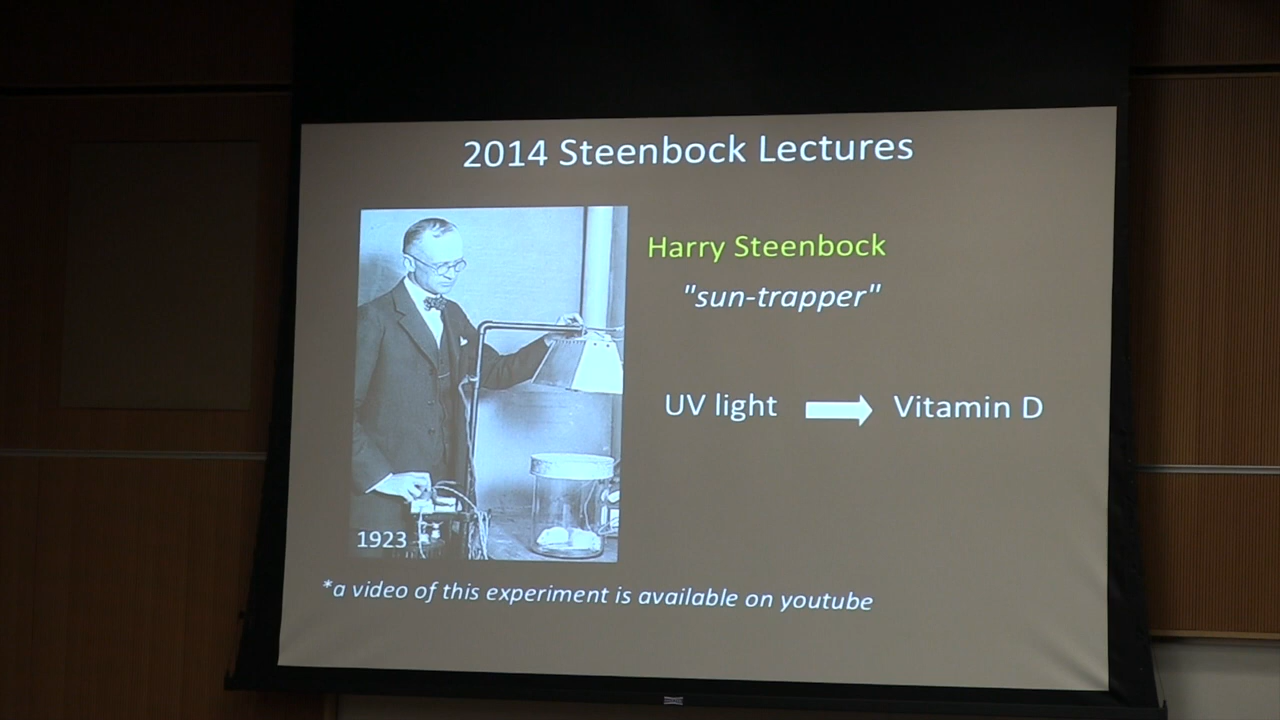 2014 Steenbock Lectures
Harry Steenbock
"sun-trapper"
UV light
Vitamin D
1923
*a video of this experiment is available on youtube